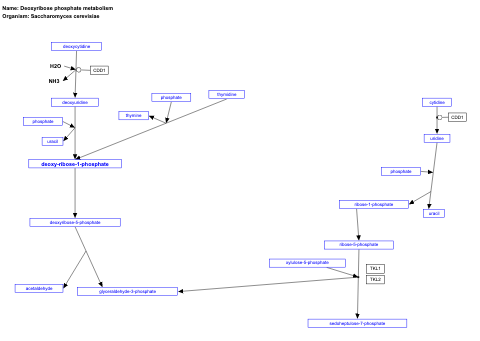 Name: Deoxyribose phosphate metabolism
Organism: Saccharomyces cerevisiae
deoxycytidine
H2O
CDD1
NH3
deoxyuridine
phosphate
thymidine
thymine
phosphate
uracil
deoxy-ribose-1-phosphate
cytidine
CDD1
uridine
phosphate
ribose-1-phosphate
uracil
deoxyribose-5-phosphate
ribose-5-phosphate
xylulose-5-phosphate
TKL1
TKL2
acetaldehyde
glyceraldehyde-3-phosphate
sedoheptulose-7-phosphate